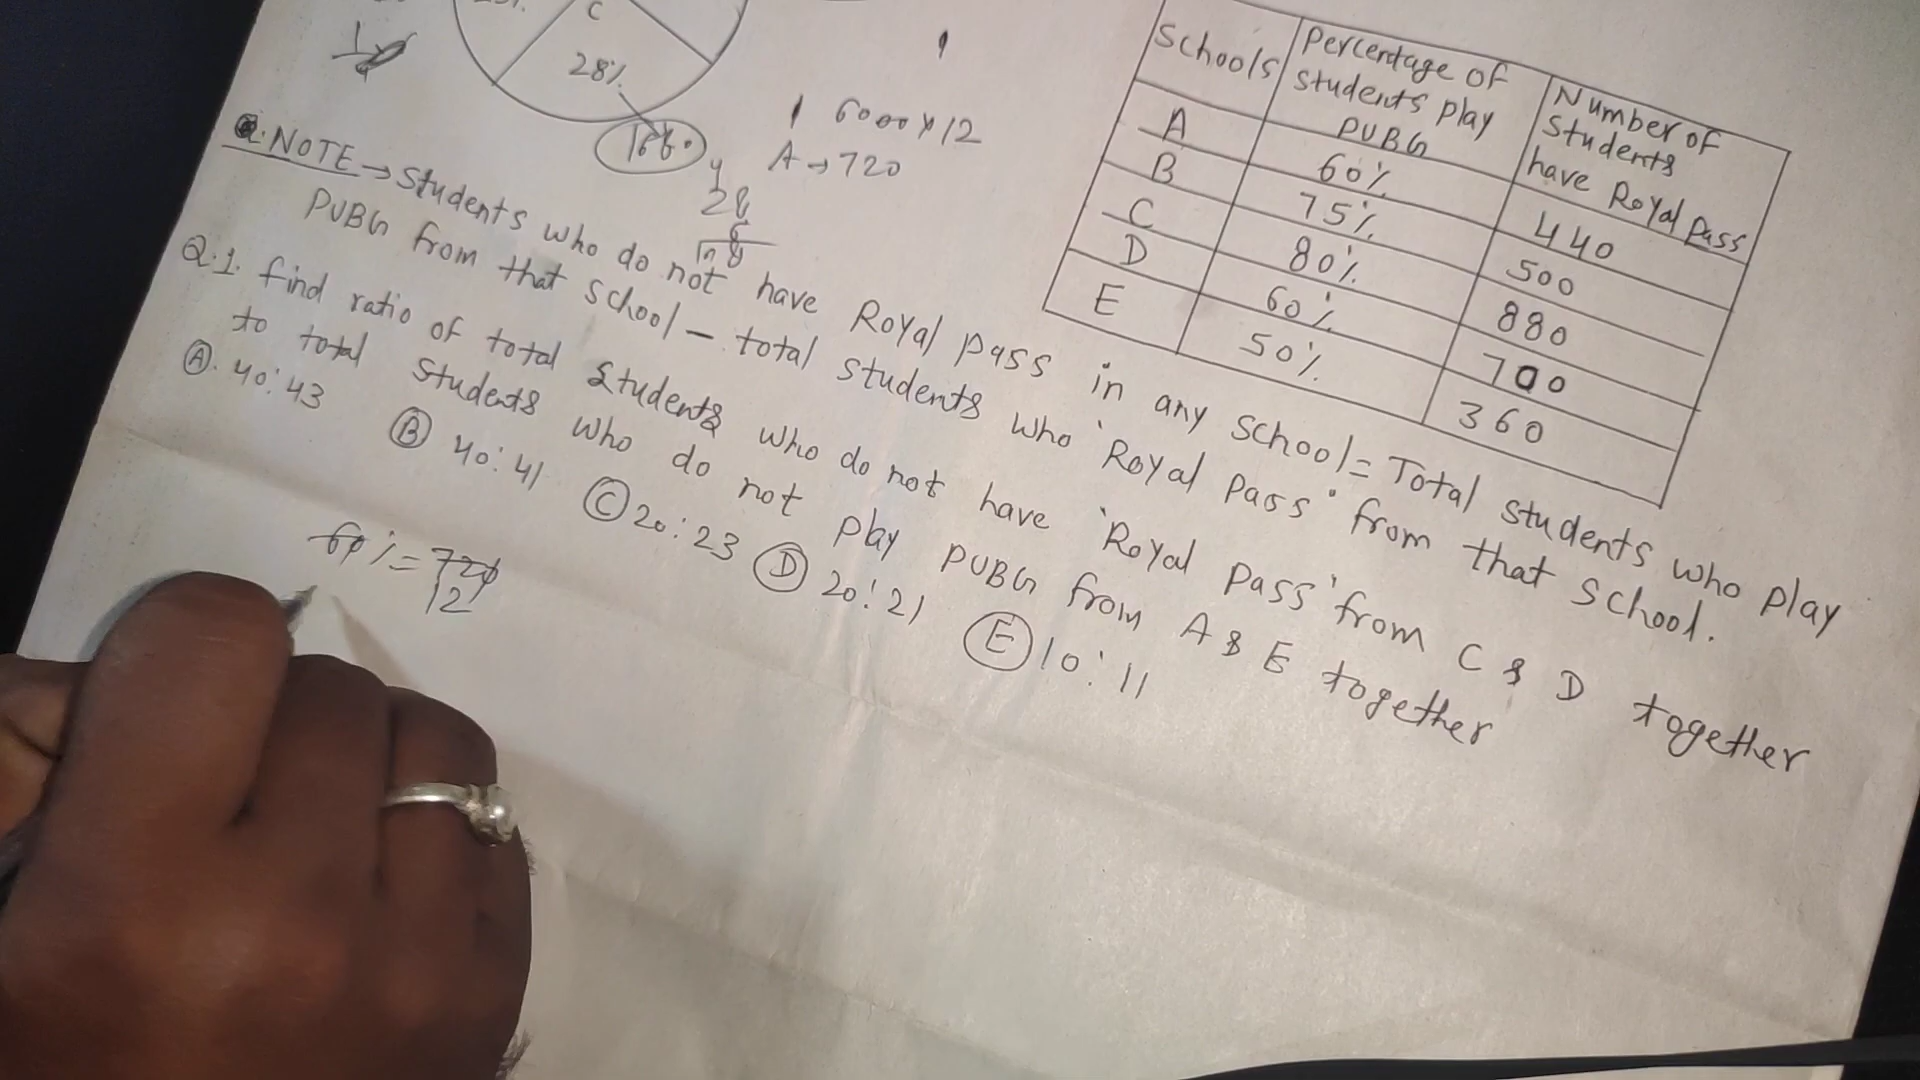 C
28%
1680
6000×12
A → 720
28
Schools | Percentage of students play PUBG | Number of students have Royal pass
A | 60% | 440
B | 75% | 500
C | 80% | 880
D | 60% | 700
E | 50% | 360
NOTE → Students who do not have Royal pass in any school = Total students who play
PUBG from that school – total students who 'Royal pass' from that school.
Q.1. find ratio of total students who do not have 'Royal pass' from C & D together
to total students who do not play PUBG from A & E together
(A). 40:43 (B) 40:41 (C) 20:23 (D) 20:21 (E) 10:11
60% = 720
12